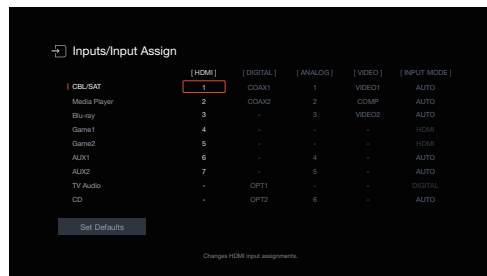 Inputs/Input Assign
[ HDMI ] [ DIGITAL ] [ ANALOG ] [ VIDEO ] [ INPUT MODE ]
CBL/SAT 1 COAX1 1 VIDEO1 AUTO
Media Player 2 COAX2 2 COMP AUTO
Blu-ray 3 - 3 VIDEO2 AUTO
Game1 4 - - - HDMI
Game2 5 - - - HDMI
AUX1 6 - 4 - AUTO
AUX2 7 - 5 - AUTO
TV Audio - OPT1 - - DIGITAL
CD - OPT2 6 - AUTO
Set Defaults
Changes HDMI input assignments.